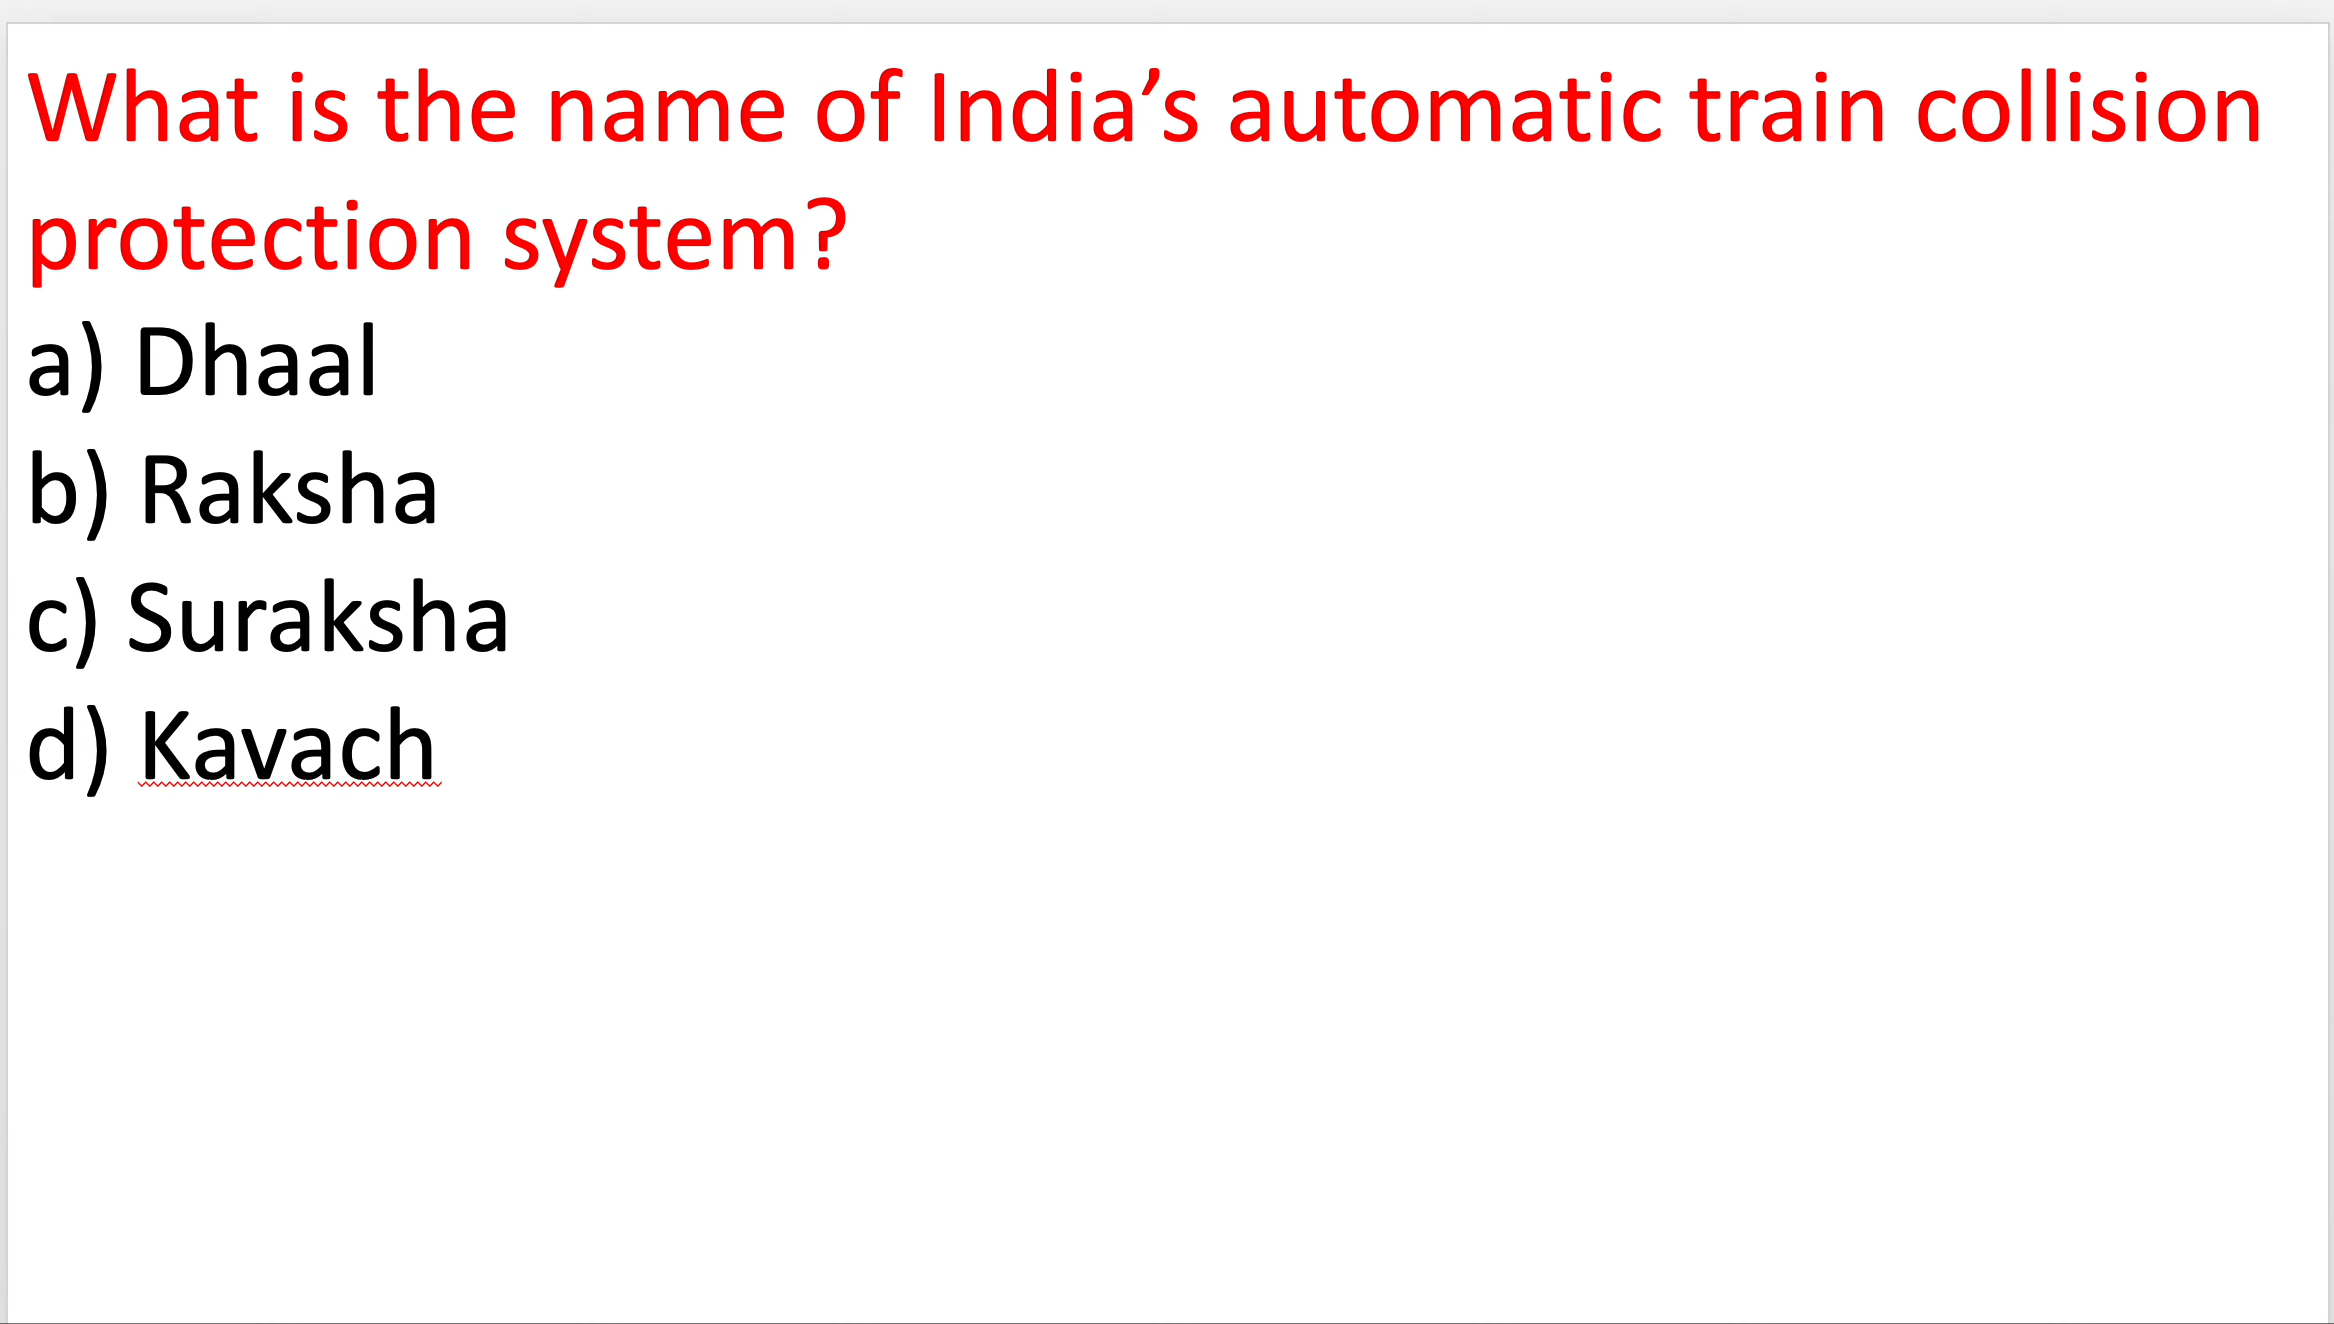 What is the name of India’s automatic train collision
protection system?
a) Dhaal
b) Raksha
c) Suraksha
d) Kavach